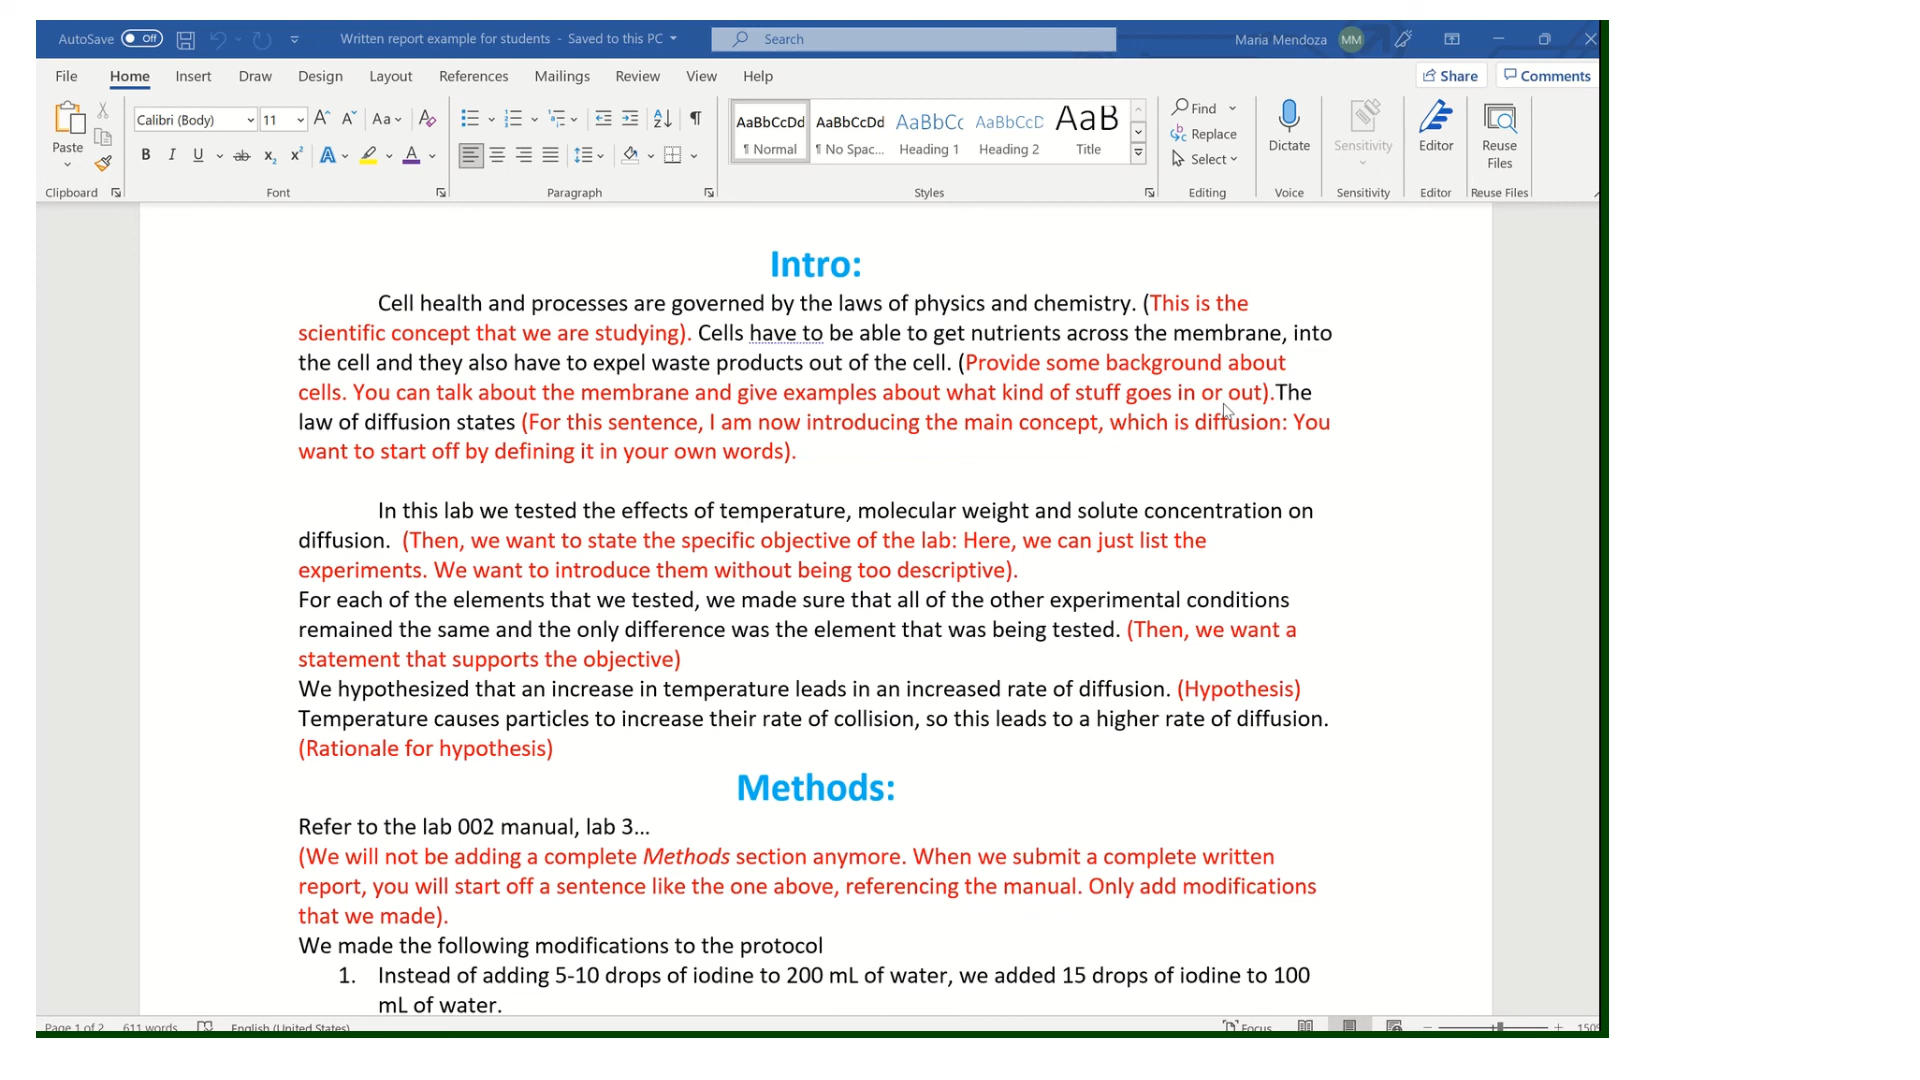 AutoSave Off Written report example for students - Saved to this PC Search Maria Mendoza MM
File Home Insert Draw Design Layout References Mailings Review View Help Share Comments
Calibri (Body) 11 Aa
AaBbCcDd AaBbCcDd AaBbCc AaBbCcD AaB
Find
Replace
Select
Paste
¶ Normal ¶ No Spac... Heading 1 Heading 2 Title
Dictate Sensitivity Editor Reuse
Files
Clipboard Font Paragraph Styles Editing Voice Sensitivity Editor Reuse Files
Intro:
Cell health and processes are governed by the laws of physics and chemistry. (This is the
scientific concept that we are studying). Cells have to be able to get nutrients across the membrane, into
the cell and they also have to expel waste products out of the cell. (Provide some background about
cells. You can talk about the membrane and give examples about what kind of stuff goes in or out).The
law of diffusion states (For this sentence, I am now introducing the main concept, which is diffusion: You
want to start off by defining it in your own words).
In this lab we tested the effects of temperature, molecular weight and solute concentration on
diffusion. (Then, we want to state the specific objective of the lab: Here, we can just list the
experiments. We want to introduce them without being too descriptive).
For each of the elements that we tested, we made sure that all of the other experimental conditions
remained the same and the only difference was the element that was being tested. (Then, we want a
statement that supports the objective)
We hypothesized that an increase in temperature leads in an increased rate of diffusion. (Hypothesis)
Temperature causes particles to increase their rate of collision, so this leads to a higher rate of diffusion.
(Rationale for hypothesis)
Methods:
Refer to the lab 002 manual, lab 3...
(We will not be adding a complete Methods section anymore. When we submit a complete written
report, you will start off a sentence like the one above, referencing the manual. Only add modifications
that we made).
We made the following modifications to the protocol
1. Instead of adding 5-10 drops of iodine to 200 mL of water, we added 15 drops of iodine to 100
mL of water.
Page 1 of 2 611 words English (United States) Focus 150%